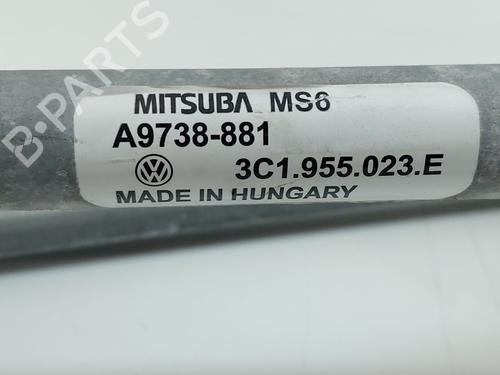 B-PARTS
MITSUBA MS6
A9738-881
3C1.955.023.E
MADE IN HUNGARY